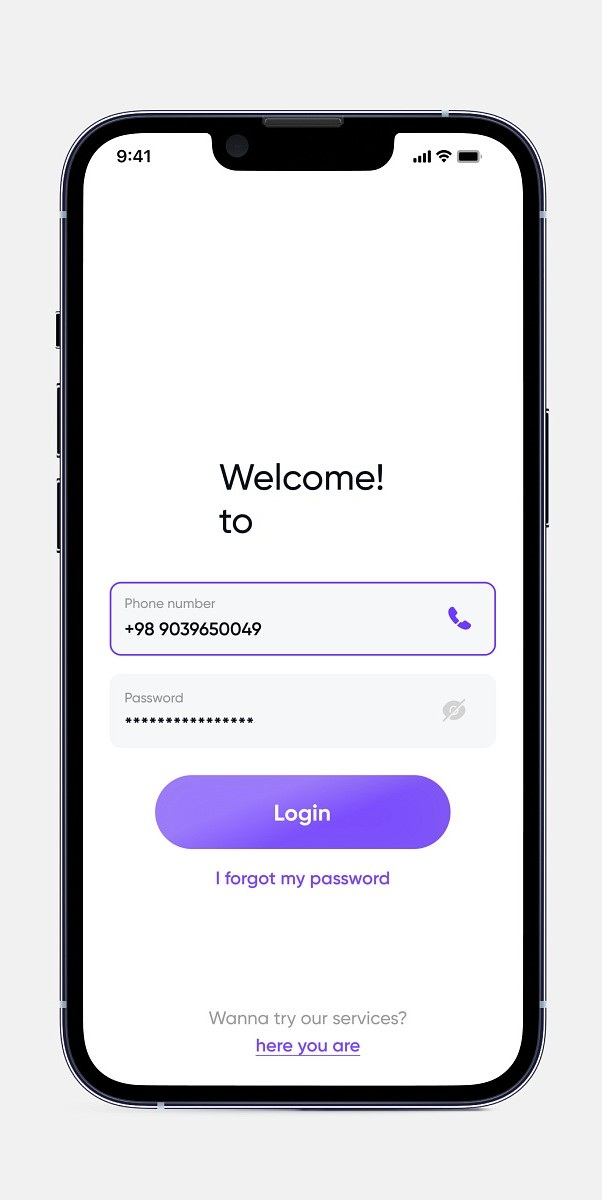 9:41
Welcome!
to
Phone number
+98 9039650049
Password
****************
Login
I forgot my password
Wanna try our services?
here you are